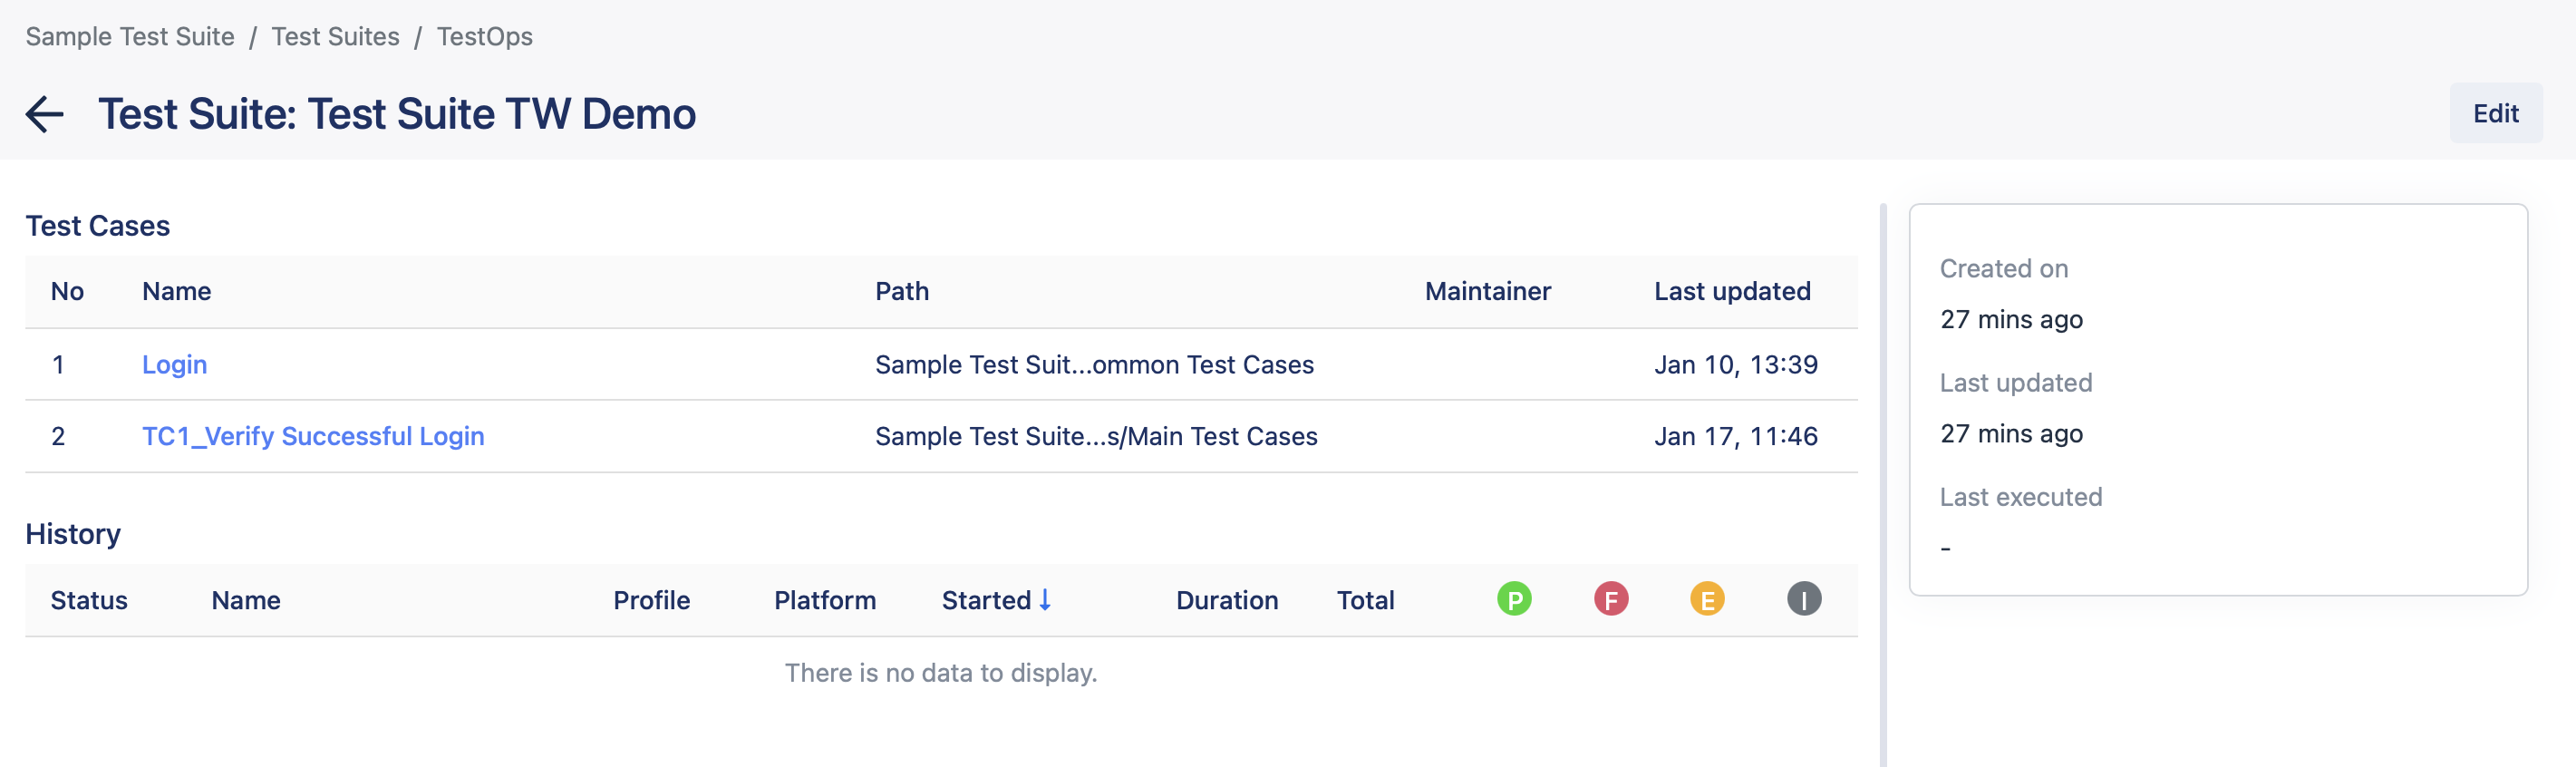 Sample Test Suite / Test Suites / TestOps
Test Suite: Test Suite TW Demo
Edit
Test Cases
No Name Path Maintainer Last updated
1 Login Sample Test Suit...ommon Test Cases Jan 10, 13:39
2 TC1_Verify Successful Login Sample Test Suite...s/Main Test Cases Jan 17, 11:46
History
Status Name Profile Platform Started Duration Total P F E I
There is no data to display.
Created on
27 mins ago
Last updated
27 mins ago
Last executed
-